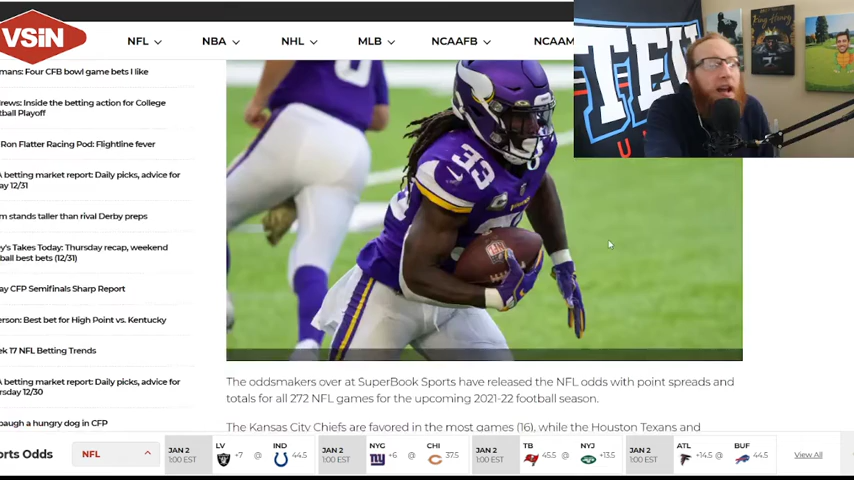 VSiN
NFL
NBA
NHL
MLB
NCAAFB
NCAAM
mans: Four CFB bowl game bets I like
rews: Inside the betting action for College
tball Playoff
Ron Flatter Racing Pod: Flightline fever
A betting market report: Daily picks, advice for
ay 12/31
m stands taller than rival Derby preps
ey's Takes Today: Thursday recap, weekend
ball best bets (12/31)
ay CFP Semifinals Sharp Report
erson: Best bet for High Point vs. Kentucky
ek 17 NFL Betting Trends
A betting market report: Daily picks, advice for
rsday 12/30
baugh a hungry dog in CFP
33
The oddsmakers over at SuperBook Sports have released the NFL odds with point spreads and
totals for all 272 NFL games for the upcoming 2021-22 football season.
The Kansas City Chiefs are favored in the most games (16), while the Houston Texans and
orts Odds
NFL
JAN 2
1:00 EST
LV
+7
@
IND
44.5
JAN 2
1:00 EST
NYG
+6
@
CHI
37.5
JAN 2
1:00 EST
TB
45.5
@
NYJ
+13.5
JAN 2
1:00 EST
ATL
+14.5
@
BUF
44.5
View All